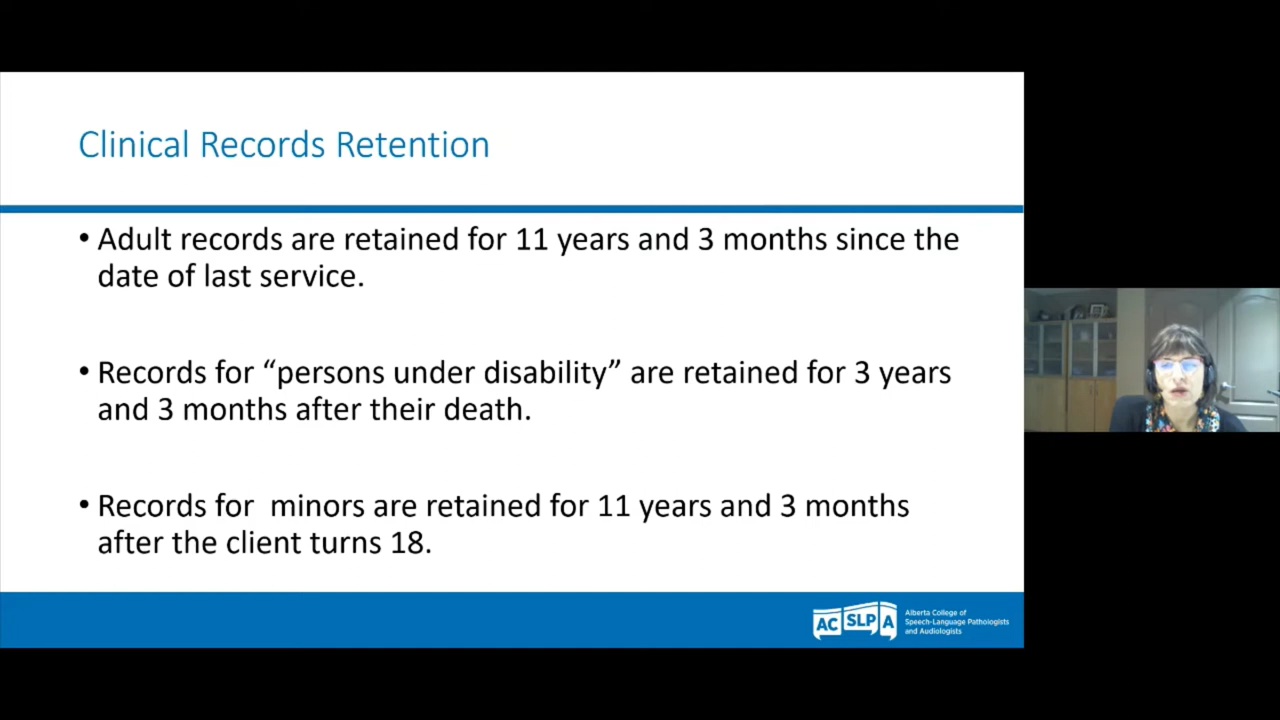 Clinical Records Retention
• Adult records are retained for 11 years and 3 months since the
date of last service.
• Records for “persons under disability” are retained for 3 years
and 3 months after their death.
• Records for  minors are retained for 11 years and 3 months
after the client turns 18.
AC SLP A
Alberta College of
Speech-Language Pathologists
and Audiologists